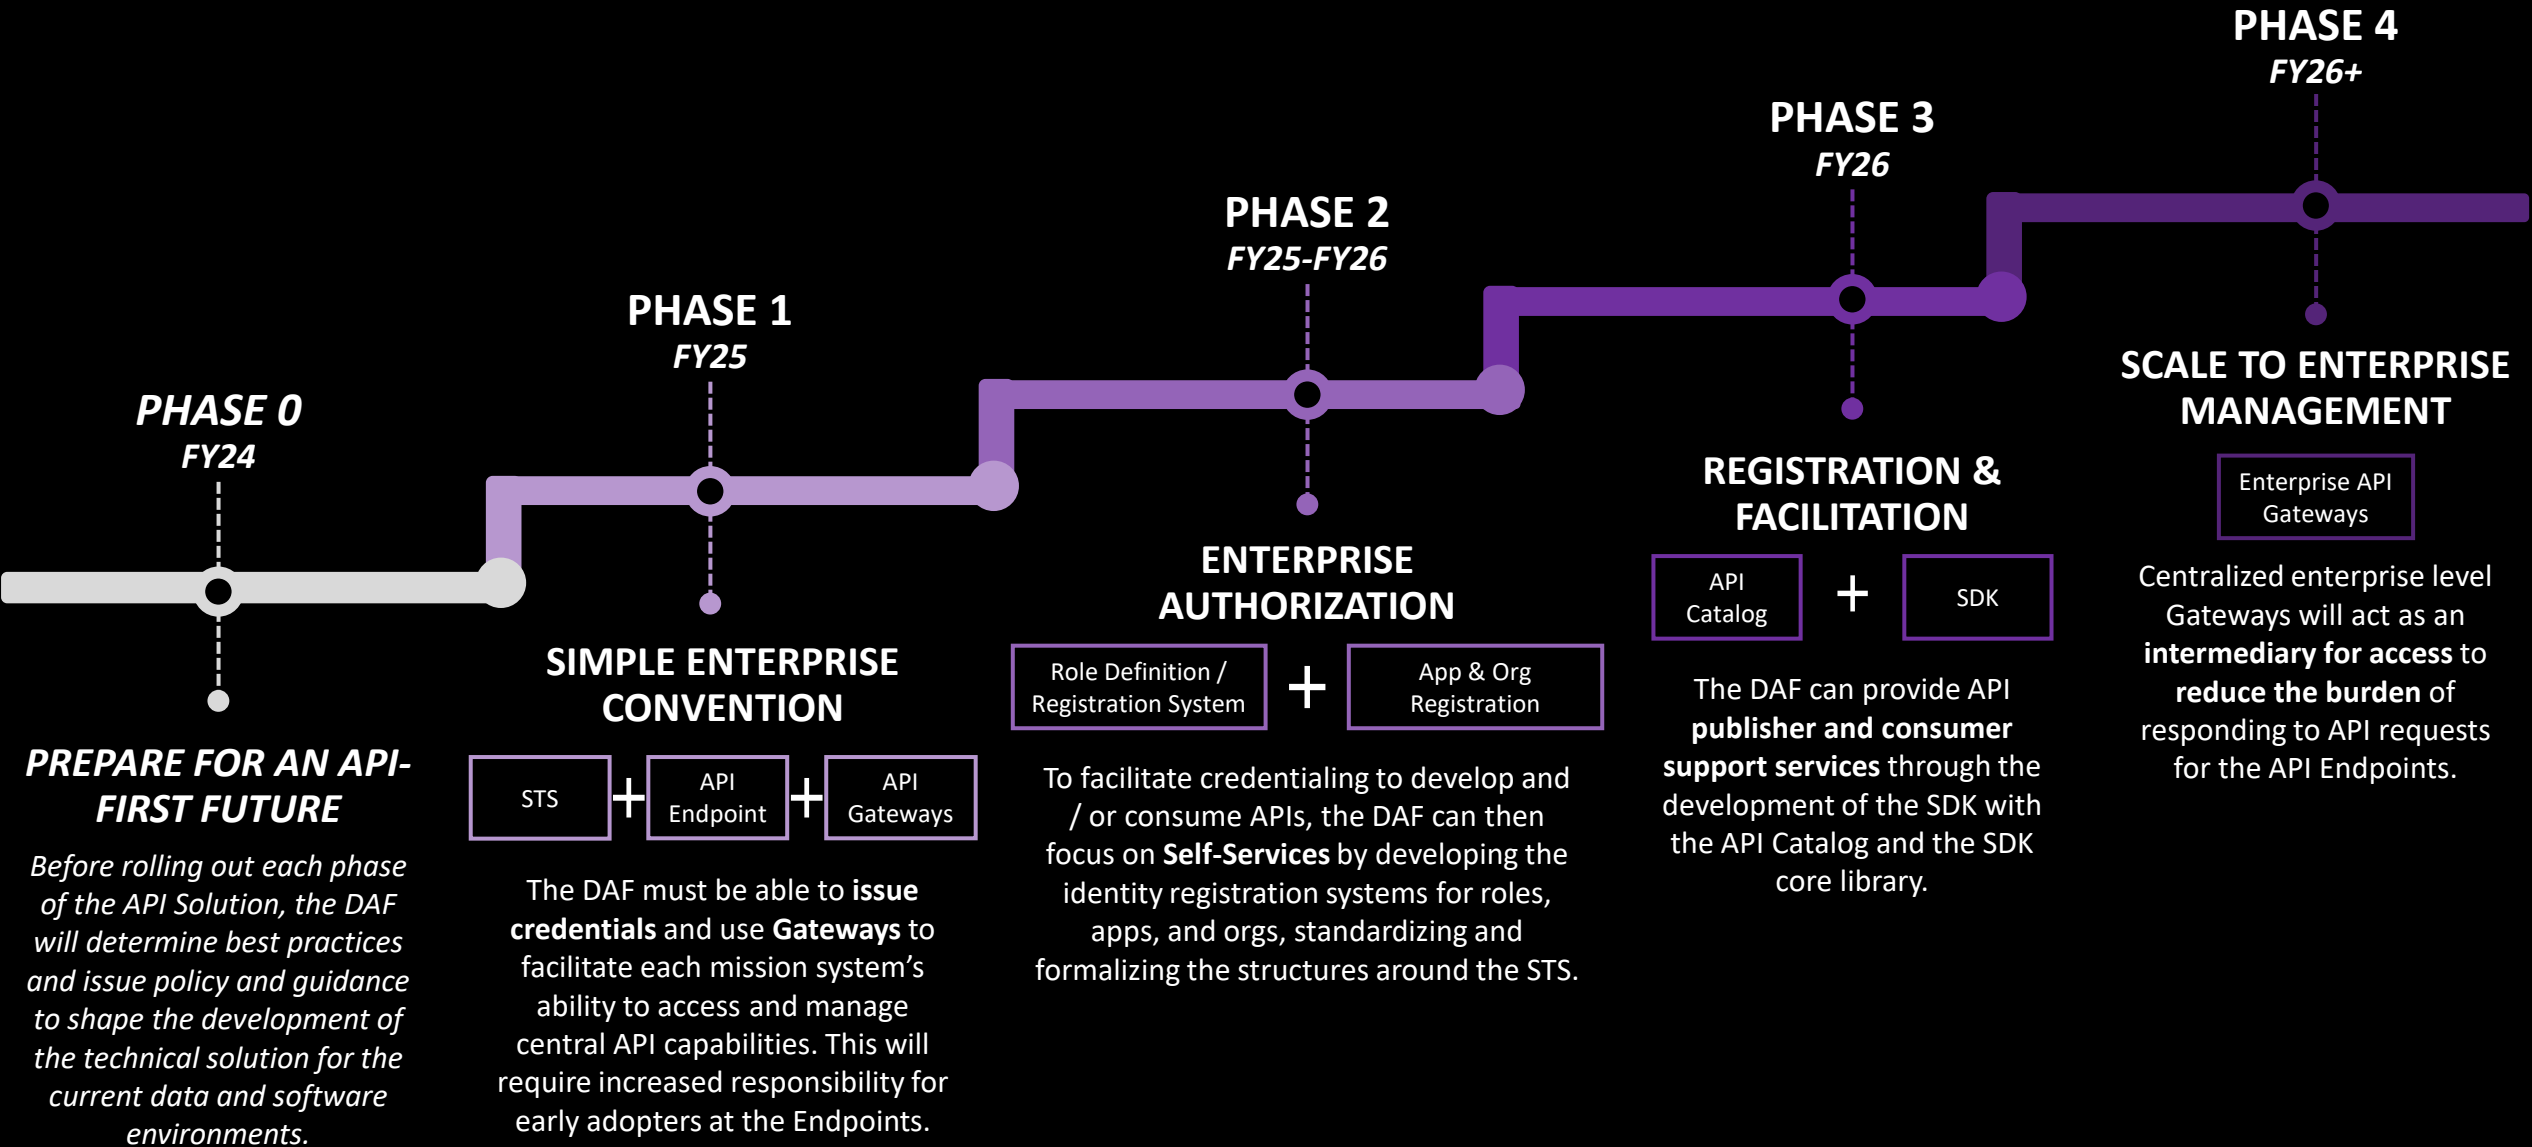 PHASE 0
FY24
PREPARE FOR AN API-
FIRST FUTURE
Before rolling out each phase
of the API Solution, the DAF
will determine best practices
and issue policy and guidance
to shape the development of
the technical solution for the
current data and software
environments.
PHASE 1
FY25
SIMPLE ENTERPRISE
CONVENTION
STS
+
API
Endpoint
+
API
Gateways
The DAF must be able to issue
credentials and use Gateways to
facilitate each mission system’s
ability to access and manage
central API capabilities. This will
require increased responsibility for
early adopters at the Endpoints.
PHASE 2
FY25-FY26
ENTERPRISE
AUTHORIZATION
Role Definition /
Registration System
+
App & Org
Registration
To facilitate credentialing to develop and
/ or consume APIs, the DAF can then
focus on Self-Services by developing the
identity registration systems for roles,
apps, and orgs, standardizing and
formalizing the structures around the STS.
PHASE 3
FY26
REGISTRATION &
FACILITATION
API
Catalog
+
SDK
The DAF can provide API
publisher and consumer
support services through the
development of the SDK with
the API Catalog and the SDK
core library.
PHASE 4
FY26+
SCALE TO ENTERPRISE
MANAGEMENT
Enterprise API
Gateways
Centralized enterprise level
Gateways will act as an
intermediary for access to
reduce the burden of
responding to API requests
for the API Endpoints.